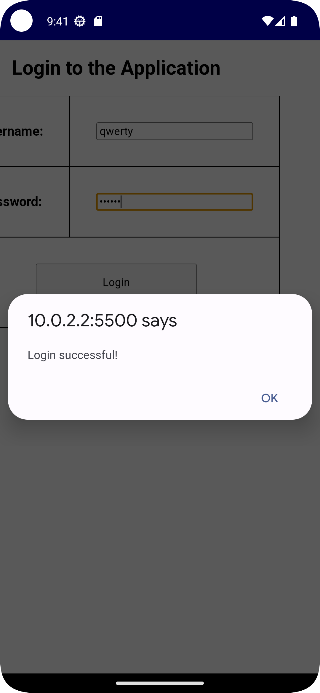 9:41
Login to the Application
ername: qwerty
ssword: ••••••
Login
10.0.2.2:5500 says
Login successful!
OK